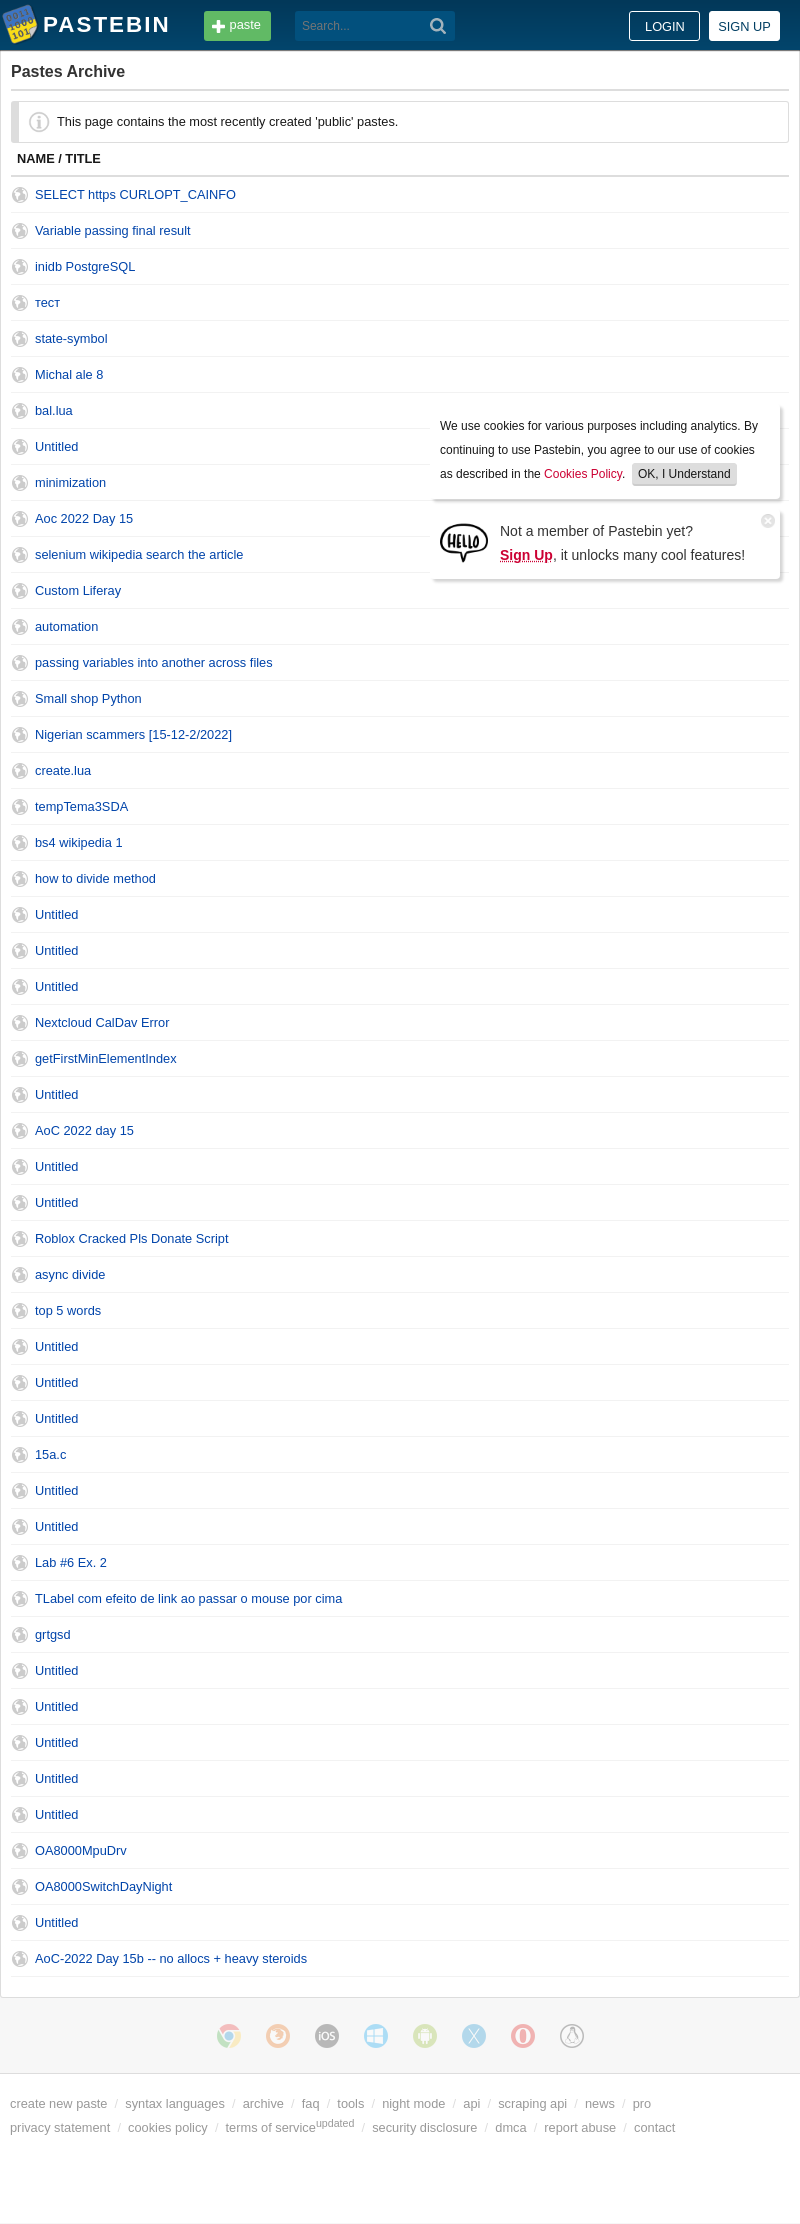 PASTEBIN
paste
Search...
LOGIN
SIGN UP
Pastes Archive
This page contains the most recently created 'public' pastes.
NAME / TITLE
SELECT https CURLOPT_CAINFO
Variable passing final result
inidb PostgreSQL
тест
state-symbol
Michal ale 8
bal.lua
Untitled
minimization
Aoc 2022 Day 15
selenium wikipedia search the article
Custom Liferay
We use cookies for various purposes including analytics. By
continuing to use Pastebin, you agree to our use of cookies
as described in the Cookies Policy. OK, I Understand
HELLO
Not a member of Pastebin yet?
Sign Up, it unlocks many cool features!
automation
passing variables into another across files
Small shop Python
Nigerian scammers [15-12-2/2022]
create.lua
tempTema3SDA
bs4 wikipedia 1
how to divide method
Untitled
Untitled
Untitled
Nextcloud CalDav Error
getFirstMinElementIndex
Untitled
AoC 2022 day 15
Untitled
Untitled
Roblox Cracked Pls Donate Script
async divide
top 5 words
Untitled
Untitled
Untitled
15a.c
Untitled
Untitled
Lab #6 Ex. 2
TLabel com efeito de link ao passar o mouse por cima
grtgsd
Untitled
Untitled
Untitled
Untitled
Untitled
OA8000MpuDrv
OA8000SwitchDayNight
Untitled
AoC-2022 Day 15b -- no allocs + heavy steroids
iOS
create new paste / syntax languages / archive / faq / tools / night mode / api / scraping api / news / pro
privacy statement / cookies policy / terms of serviceupdated / security disclosure / dmca / report abuse / contact